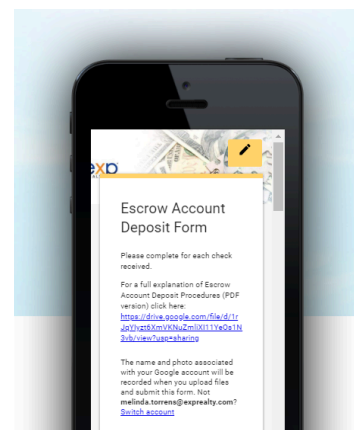 exp
Escrow Account
Deposit Form
Please complete for each check
received.
For a full explanation of Escrow
Account Deposit Procedures (PDF
version) click here:
https://drive.google.com/file/d/1r
JqYlyzt6XmVKNuZmIiXI11YeOs1N
3vb/view?usp=sharing
The name and photo associated
with your Google account will be
recorded when you upload files
and submit this form. Not
melinda.torrens@exprealty.com?
Switch account